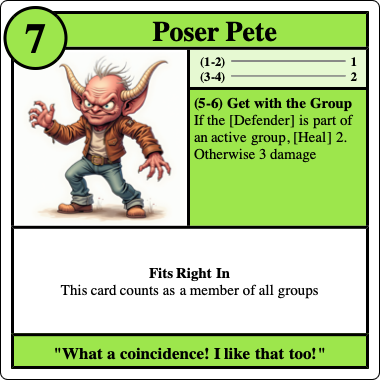 7
Poser Pete
(1-2) 1
(3-4) 2
(5-6) Get with the Group
If the [Defender] is part of
an active group, [Heal] 2.
Otherwise 3 damage
Fits Right In
This card counts as a member of all groups
"What a coincidence! I like that too!"